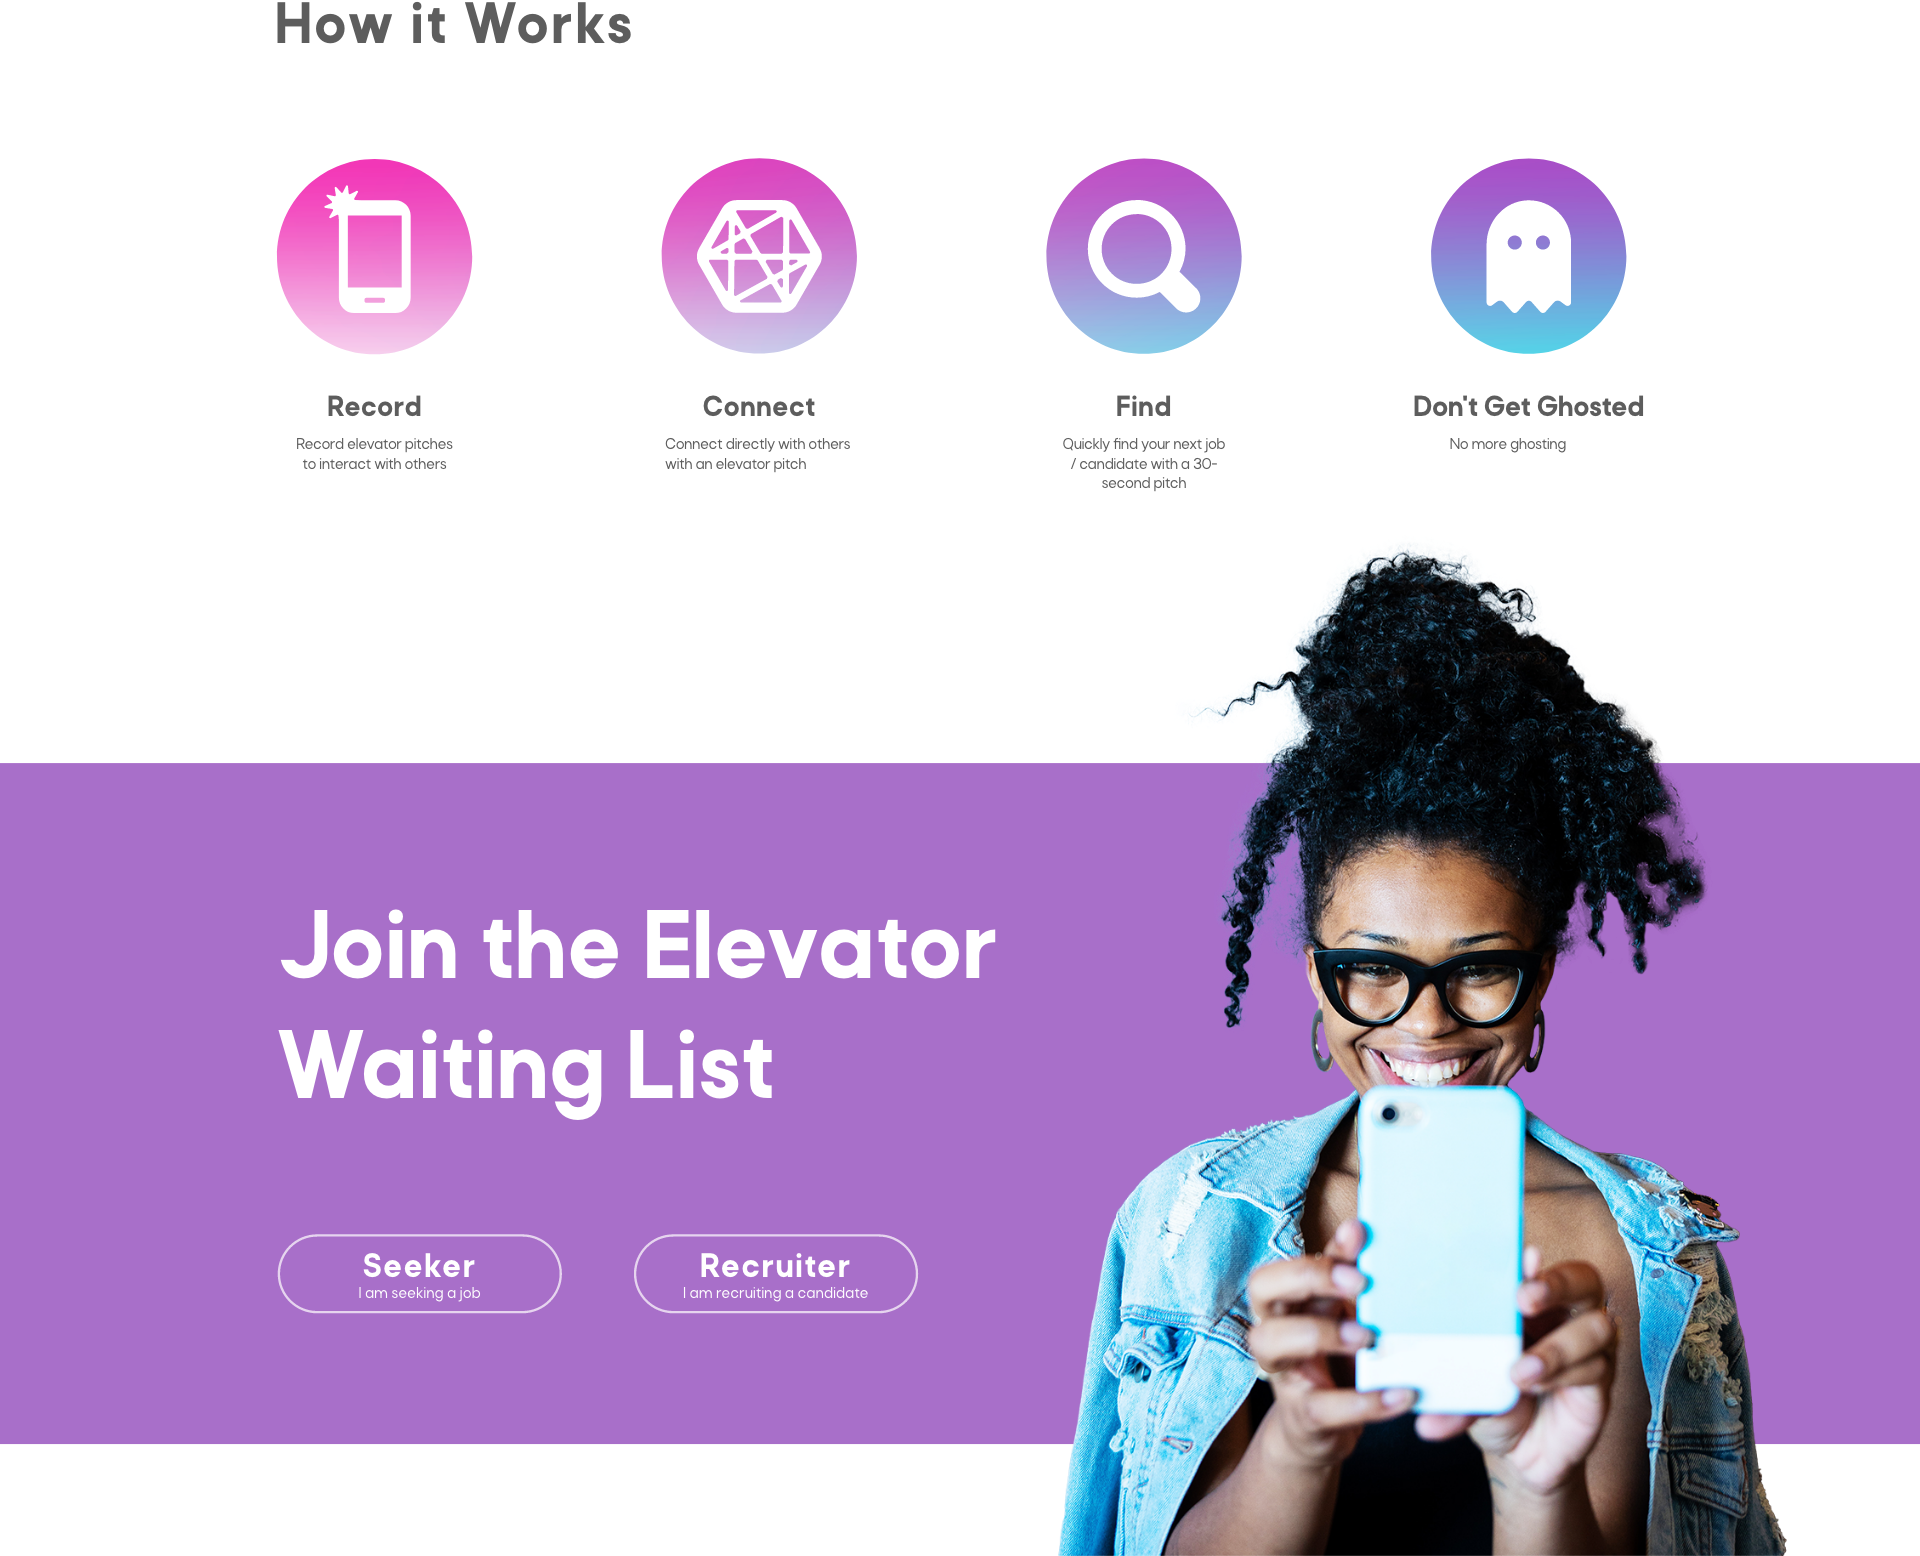 How it Works
Record
Record elevator pitches
to interact with others
Connect
Connect directly with others
with an elevator pitch
Find
Quickly find your next job
/ candidate with a 30-
second pitch
Don't Get Ghosted
No more ghosting
Join the Elevator
Waiting List
Seeker
I am seeking a job
Recruiter
I am recruiting a candidate